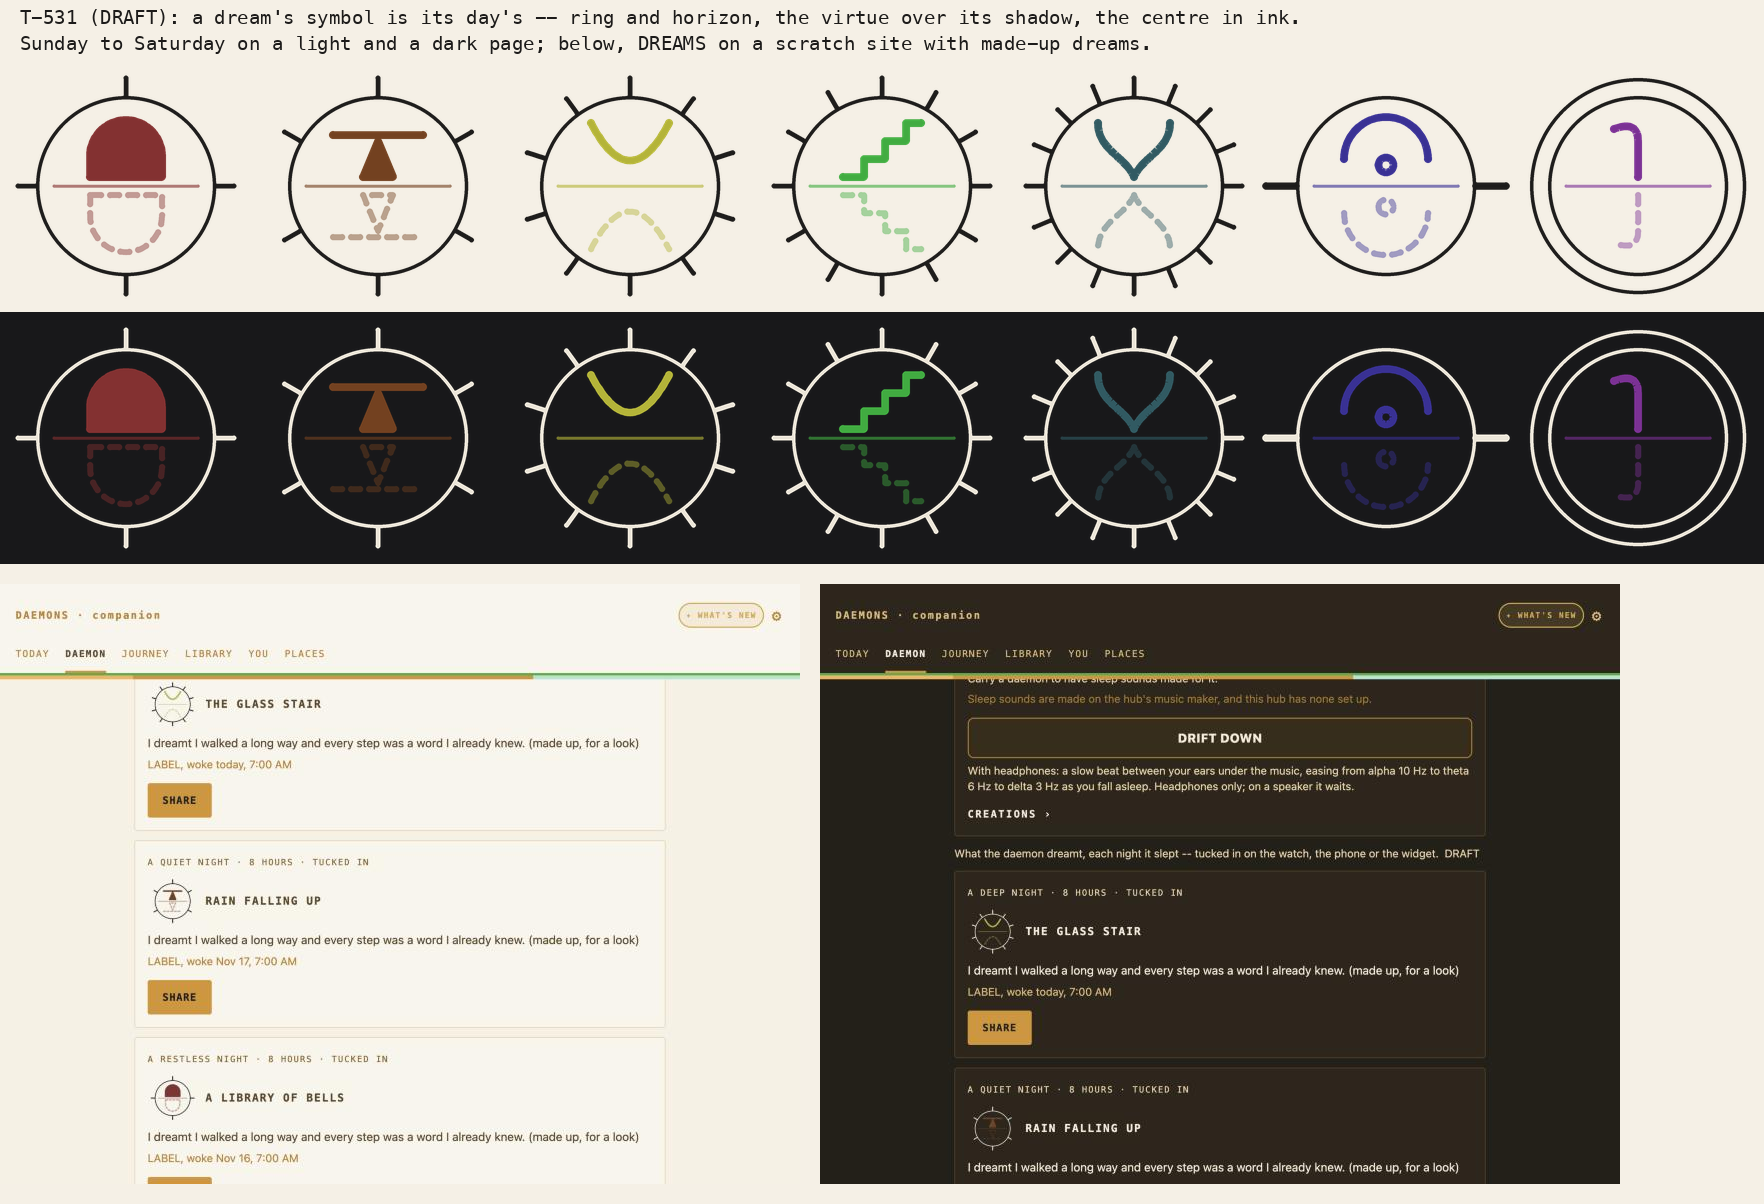 T-531 (DRAFT): a dream's symbol is its day's -- ring and horizon, the virtue over its shadow, the centre in ink.
Sunday to Saturday on a light and a dark page; below, DREAMS on a scratch site with made-up dreams.
DAEMONS · companion
+ WHAT'S NEW
TODAY DAEMON JOURNEY LIBRARY YOU PLACES
THE GLASS STAIR
I dreamt I walked a long way and every step was a word I already knew. (made up, for a look)
LABEL, woke today, 7:00 AM
SHARE
A QUIET NIGHT · 8 HOURS · TUCKED IN
RAIN FALLING UP
I dreamt I walked a long way and every step was a word I already knew. (made up, for a look)
LABEL, woke Nov 17, 7:00 AM
SHARE
A RESTLESS NIGHT · 8 HOURS · TUCKED IN
A LIBRARY OF BELLS
I dreamt I walked a long way and every step was a word I already knew. (made up, for a look)
LABEL, woke Nov 16, 7:00 AM
DAEMONS · companion
+ WHAT'S NEW
TODAY DAEMON JOURNEY LIBRARY YOU PLACES
Carry a daemon to have sleep sounds made for it.
Sleep sounds are made on the hub's music maker, and this hub has none set up.
DRIFT DOWN
With headphones: a slow beat between your ears under the music, easing from alpha 10 Hz to theta
6 Hz to delta 3 Hz as you fall asleep. Headphones only; on a speaker it waits.
CREATIONS ›
What the daemon dreamt, each night it slept -- tucked in on the watch, the phone or the widget. DRAFT
A DEEP NIGHT · 8 HOURS · TUCKED IN
THE GLASS STAIR
I dreamt I walked a long way and every step was a word I already knew. (made up, for a look)
LABEL, woke today, 7:00 AM
SHARE
A QUIET NIGHT · 8 HOURS · TUCKED IN
RAIN FALLING UP
I dreamt I walked a long way and every step was a word I already knew. (made up, for a look)